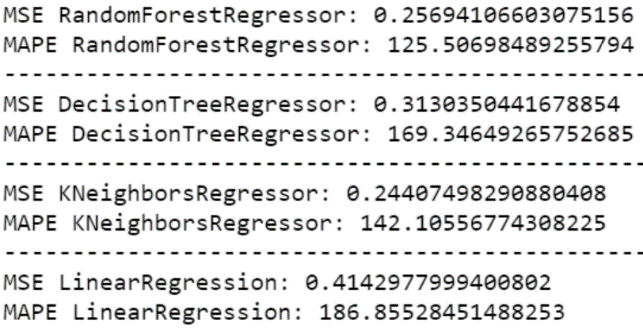 MSE RandomForestRegressor: 0.25694106603075156
MAPE RandomForestRegressor: 125.50698489255794
-----------------------------------------------
MSE DecisionTreeRegressor: 0.3130350441678854
MAPE DecisionTreeRegressor: 169.34649265752685
-----------------------------------------------
MSE KNeighborsRegressor: 0.24407498290880408
MAPE KNeighborsRegressor: 142.10556774308225
-----------------------------------------------
MSE LinearRegression: 0.4142977999400802
MAPE LinearRegression: 186.85528451488253